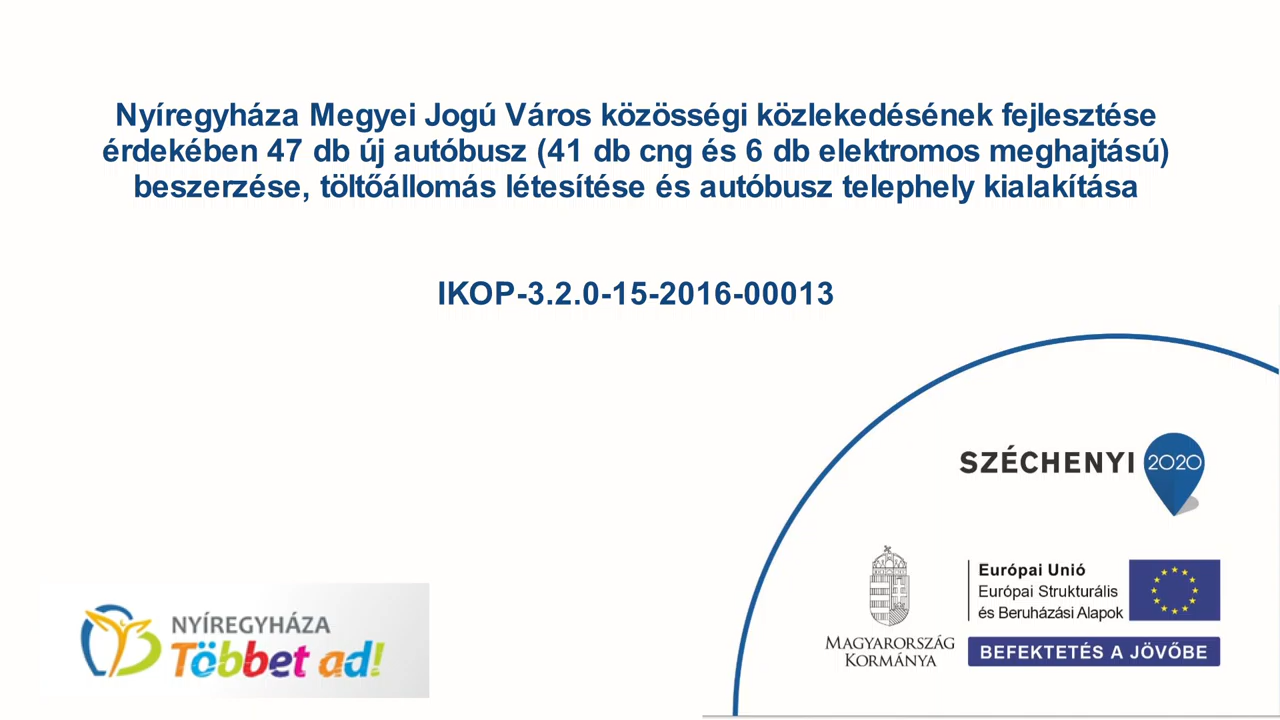 Nyíregyháza Megyei Jogú Város közösségi közlekedésének fejlesztése
érdekében 47 db új autóbusz (41 db cng és 6 db elektromos meghajtású)
beszerzése, töltőállomás létesítése és autóbusz telephely kialakítása
IKOP-3.2.0-15-2016-00013
SZÉCHENYI 2020
Európai Unió
Európai Strukturális
és Beruházási Alapok
MAGYARORSZÁG
KORMÁNYA
BEFEKTETÉS A JÖVŐBE
NYÍREGYHÁZA
Többet ad!